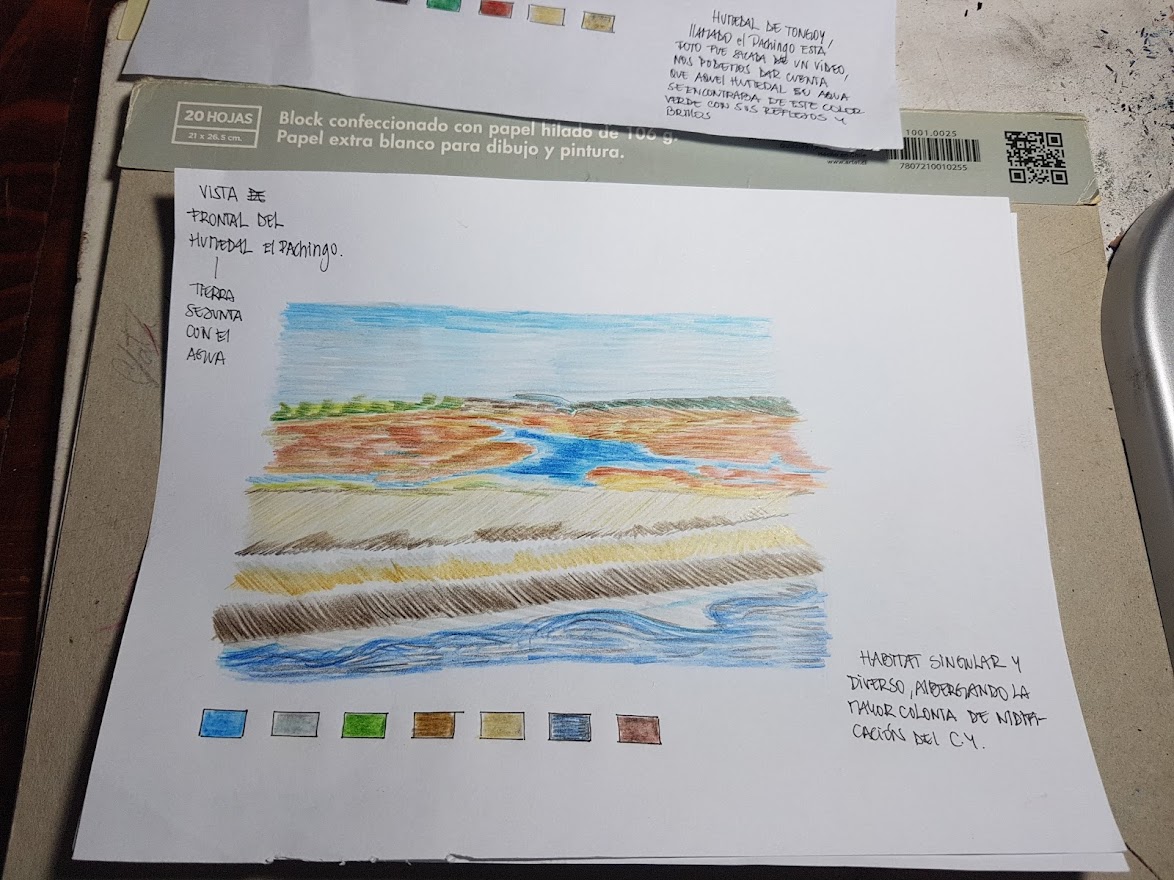 HUMEDAL DE TONGOY,
LLAMADO el PACHINGO ESTA
FOTO FUE SACADA DE UN VIDEO,
NOS PODEMOS DAR CUENTA
QUE AQUEl HUMEDAL SU AGUA
SE ENCONTRABA DE ESTE COLOR
VERDE CON SUS REFLEJOS Y
BRILLOS
20 HOJAS
21 x 26.5 cm.
Block confeccionado con papel hilado de 106 g.
Papel extra blanco para dibujo y pintura.
1001.0025
7807210010255
VISTA DE
FRONTAL DEL
HUMEDAL El PACHINGO.
TIERRA
SE JUNTA
CON El
AGUA
HABITAT SINGULAR Y
DIVERSO, AlBERGANDO LA
MAYOR COLONIA DE NIDIFI-
CACIÓN DEL C.Y.